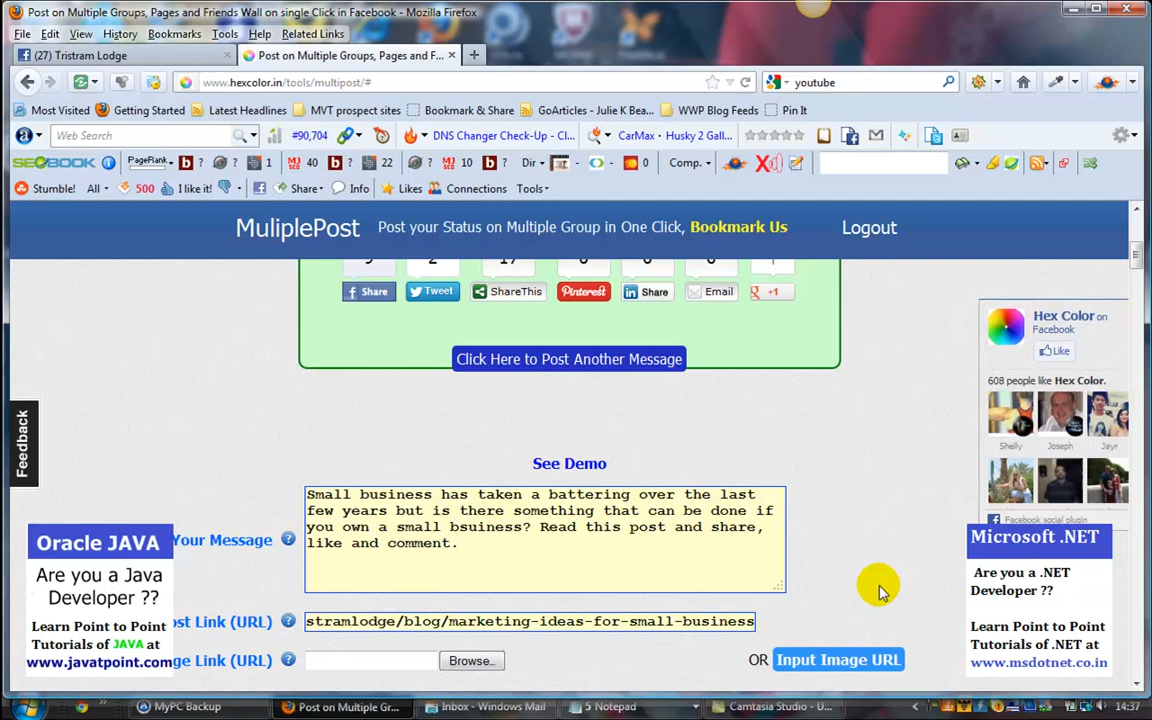 Post on Multiple Groups, Pages and Friends Wall on single Click in Facebook - Mozilla Firefox
File Edit View History Bookmarks Tools Help Related Links
(27) Tristram Lodge
Post on Multiple Groups, Pages and F...
www.hexcolor.in/tools/multipost/#
youtube
Most Visited Getting Started Latest Headlines MVT prospect sites Bookmark & Share GoArticles - Julie K Bea... WWP Blog Feeds Pin It
Web Search #90,704 DNS Changer Check-Up - Cl... CarMax • Husky 2 Gall...
SEOBOOK PageRank ? ? 1 MJ SEO 40 ? 22 MJ 10 ? Dir - - 0 Comp.
Stumble! All 500 I like it! Share Info Likes Connections Tools
MuliplePost Post your Status on Multiple Group in One Click, Bookmark Us Logout
Share Tweet ShareThis Pinterest Share Email +1
Click Here to Post Another Message
Hex Color on
Facebook
Like
608 people like Hex Color.
Shelly Joseph Jayr
Facebook social plugin
Feedback
See Demo
Your Message
Small business has taken a battering over the last
few years but is there something that can be done if
you own a small bsuiness? Read this post and share,
like and comment.
ost Link (URL) stramlodge/blog/marketing-ideas-for-small-business
ge Link (URL) Browse... OR Input Image URL
Oracle JAVA
Are you a Java
Developer ??
Learn Point to Point
Tutorials of JAVA at
www.javatpoint.com
Microsoft .NET
Are you a .NET
Developer ??
Learn Point to Point
Tutorials of .NET at
www.msdotnet.co.in
MyPC Backup Post on Multiple Gr... Inbox - Windows Mail 5 Notepad Camtasia Studio - U... 14:37